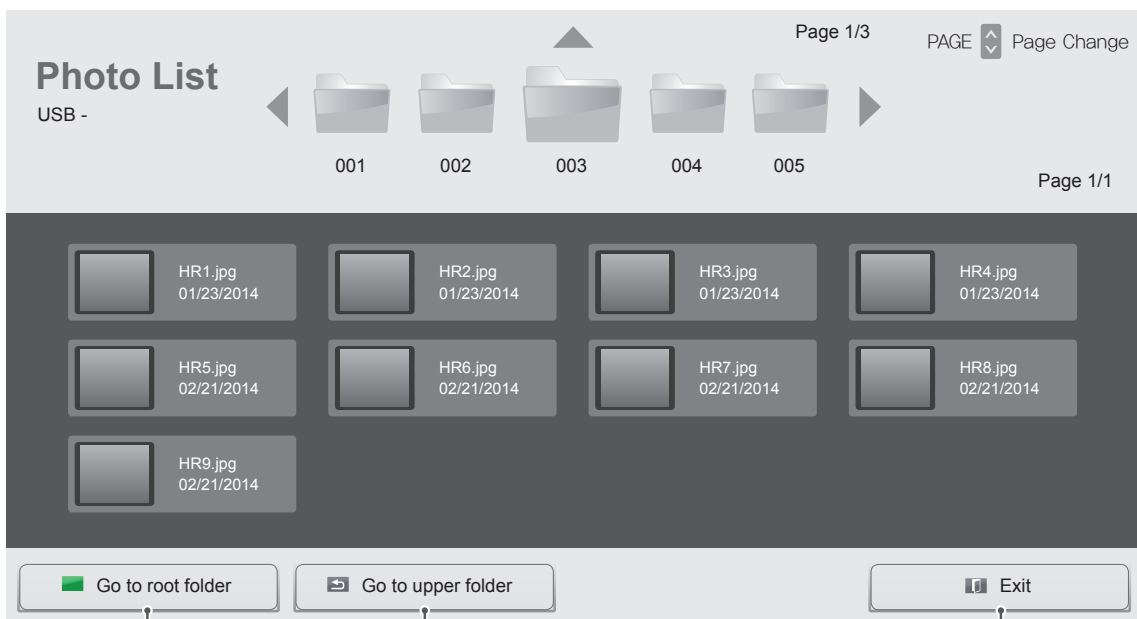 Page 1/3
PAGE Page Change
Photo List
USB -
001 002 003 004 005
Page 1/1
HR1.jpg
01/23/2014
HR2.jpg
01/23/2014
HR3.jpg
01/23/2014
HR4.jpg
01/23/2014
HR5.jpg
02/21/2014
HR6.jpg
02/21/2014
HR7.jpg
02/21/2014
HR8.jpg
02/21/2014
HR9.jpg
02/21/2014
Go to root folder
Go to upper folder
Exit